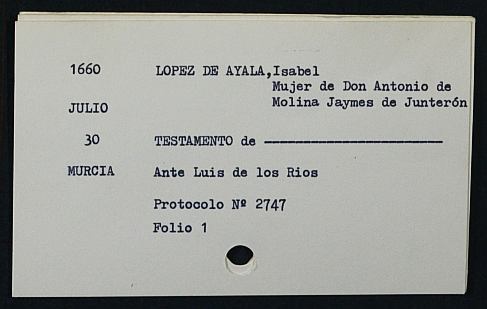 1660 LOPEZ DE AYALA,Isabel
Mujer de Don Antonio de
JULIO Molina Jaymes de Junterón
30 TESTAMENTO de ------------------------
MURCIA Ante Luis de los Rios
Protocolo Nº 2747
Folio 1